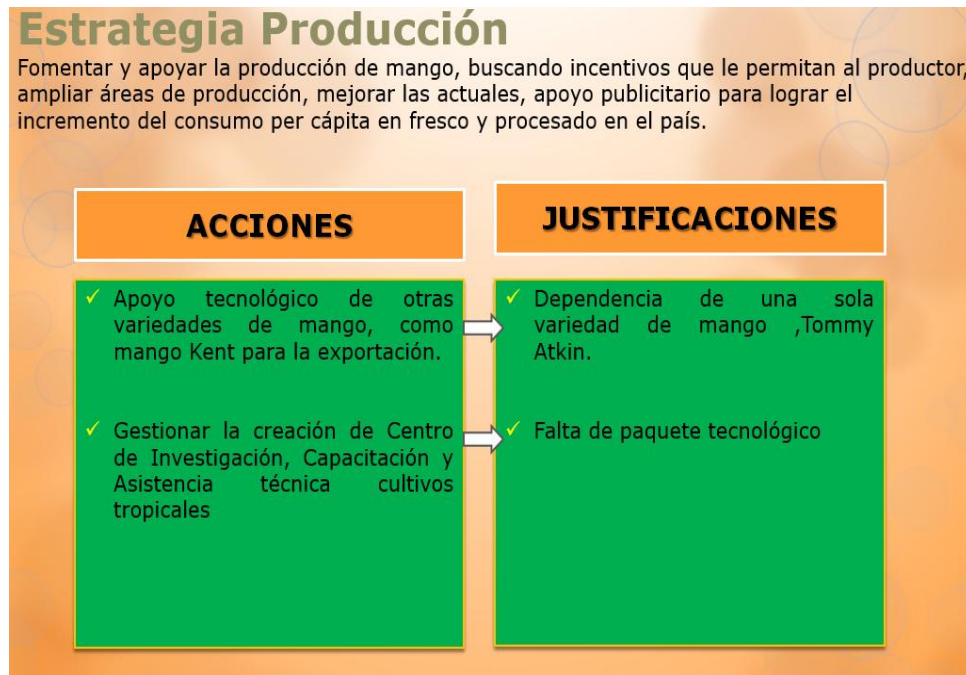 Estrategia Producción
Fomentar y apoyar la producción de mango, buscando incentivos que le permitan al productor,
ampliar áreas de producción, mejorar las actuales, apoyo publicitario para lograr el
incremento del consumo per cápita en fresco y procesado en el país.
ACCIONES
✓ Apoyo tecnológico de otras
variedades de mango, como
mango Kent para la exportación.
✓ Gestionar la creación de Centro
de Investigación, Capacitación y
Asistencia técnica cultivos
tropicales
JUSTIFICACIONES
✓ Dependencia de una sola
variedad de mango ,Tommy
Atkin.
✓ Falta de paquete tecnológico